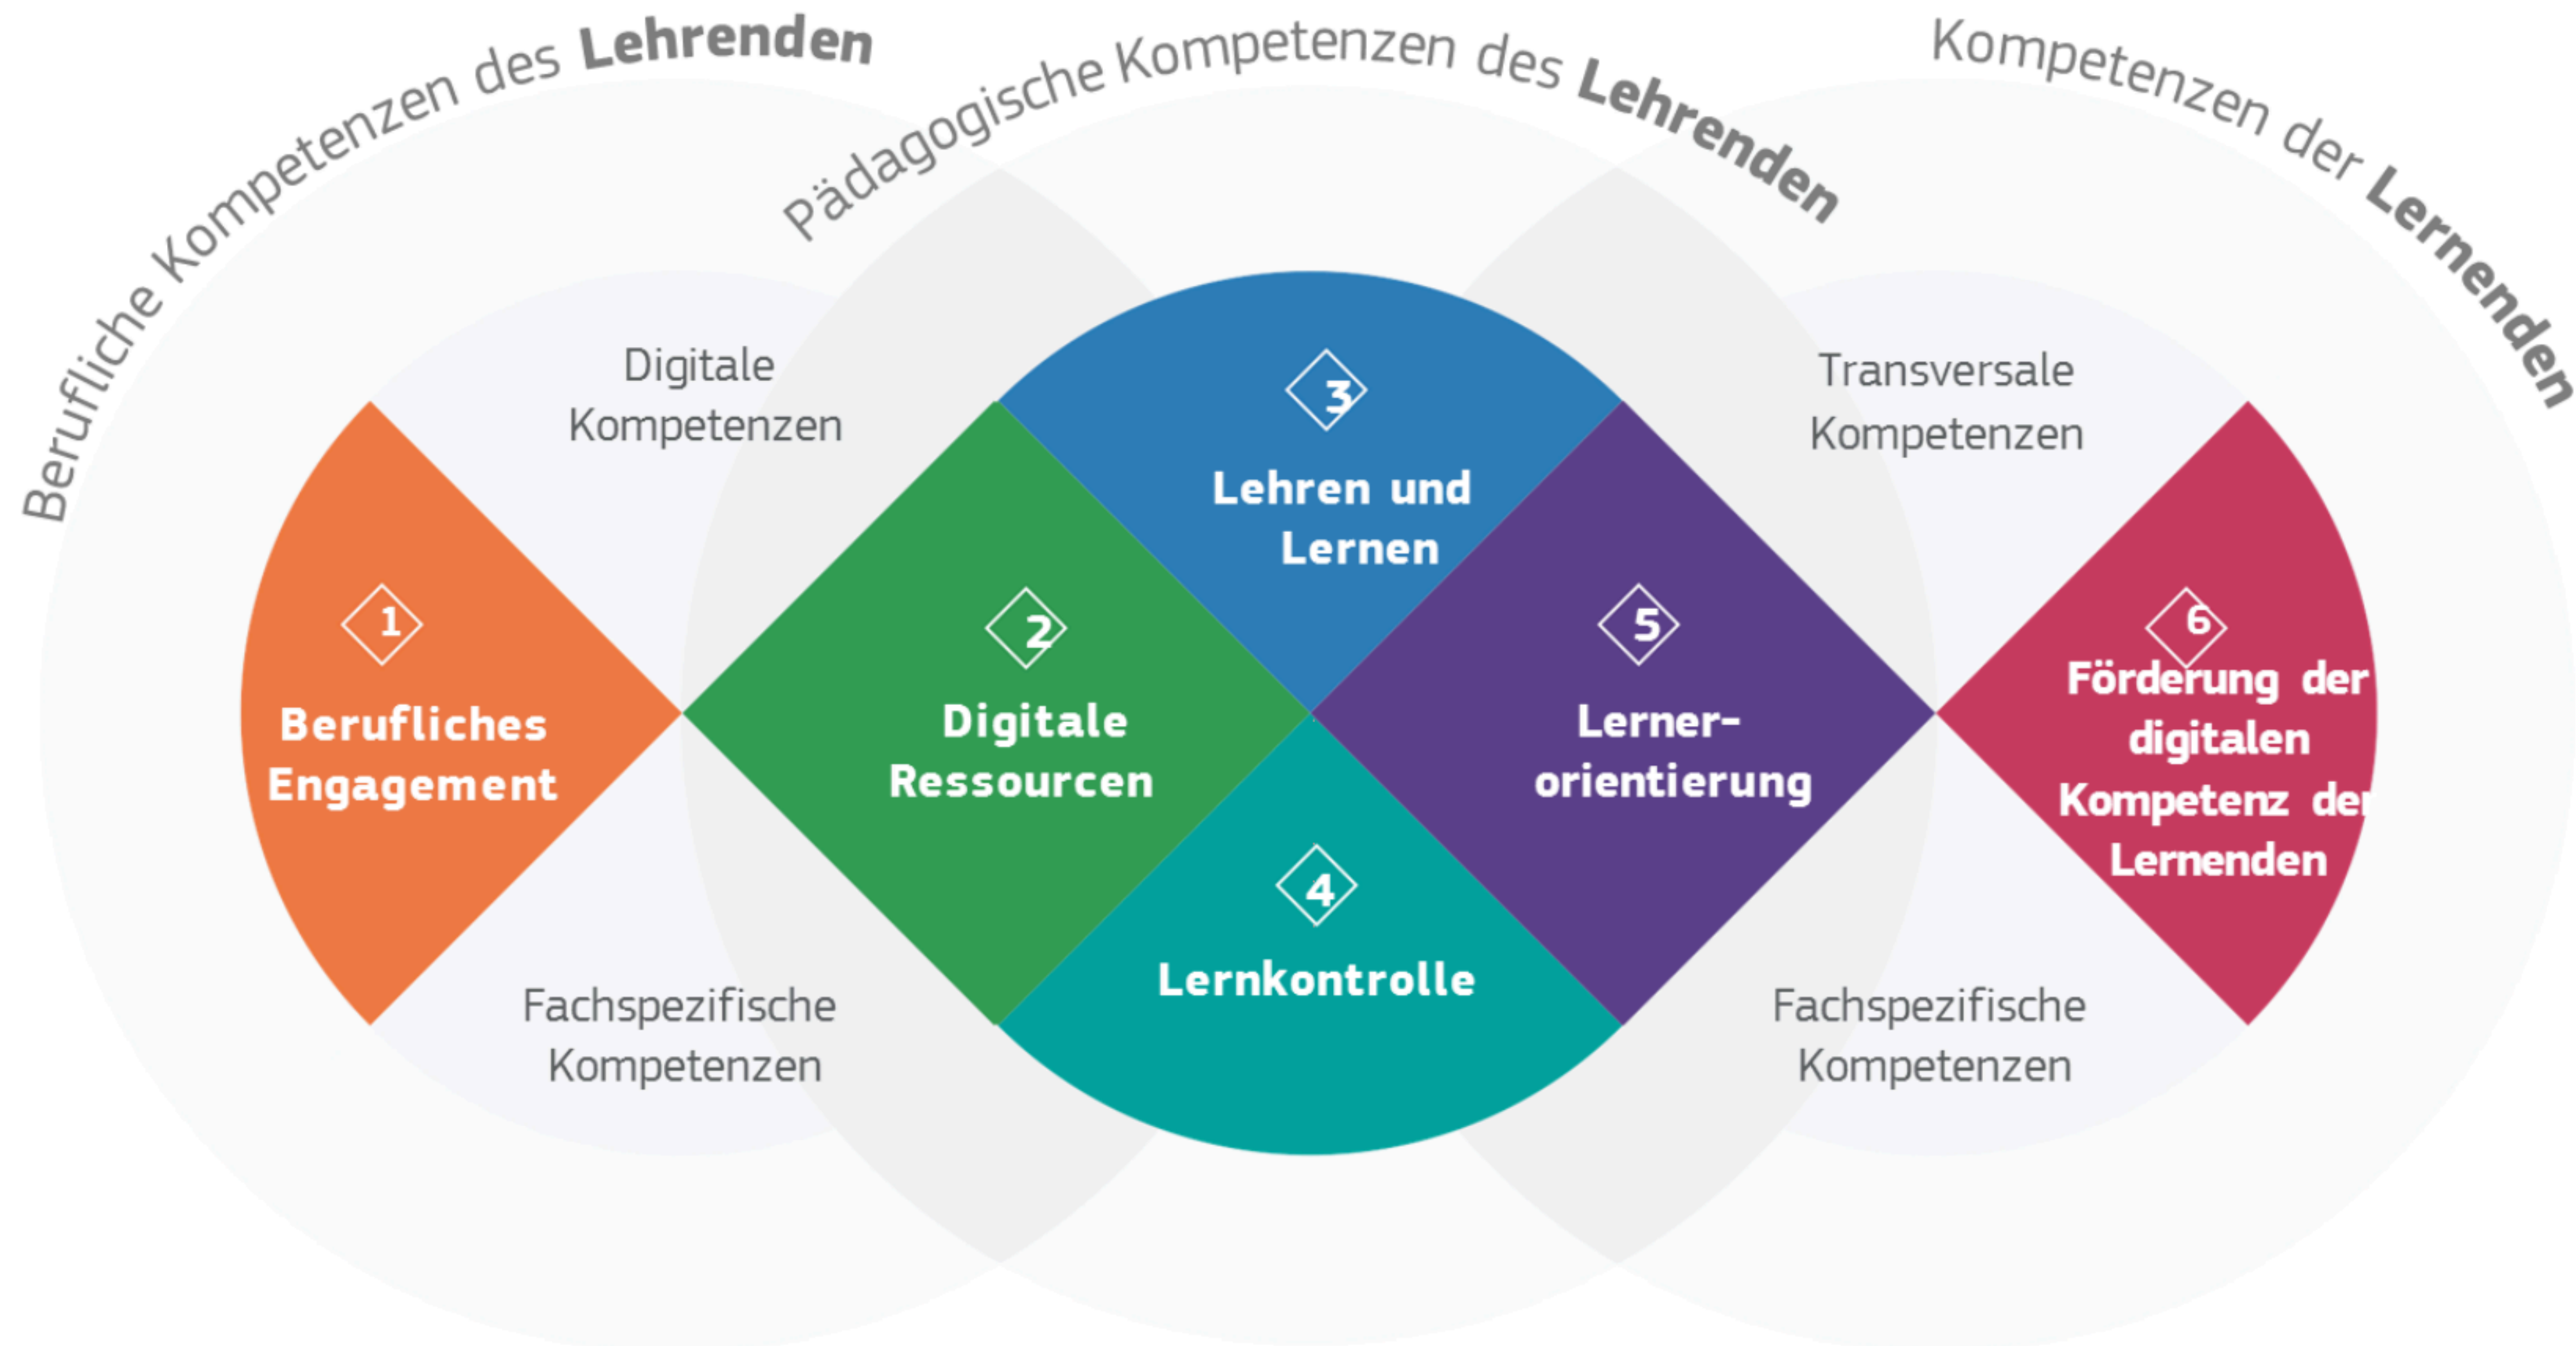 Berufliche Kompetenzen des Lehrenden
Pädagogische Kompetenzen des Lehrenden
Kompetenzen der Lernenden
Digitale
Kompetenzen
Transversale
Kompetenzen
1
Berufliches
Engagement
2
Digitale
Ressourcen
3
Lehren und
Lernen
4
Lernkontrolle
5
Lerner-
orientierung
6
Förderung der
digitalen
Kompetenz der
Lernenden
Fachspezifische
Kompetenzen
Fachspezifische
Kompetenzen